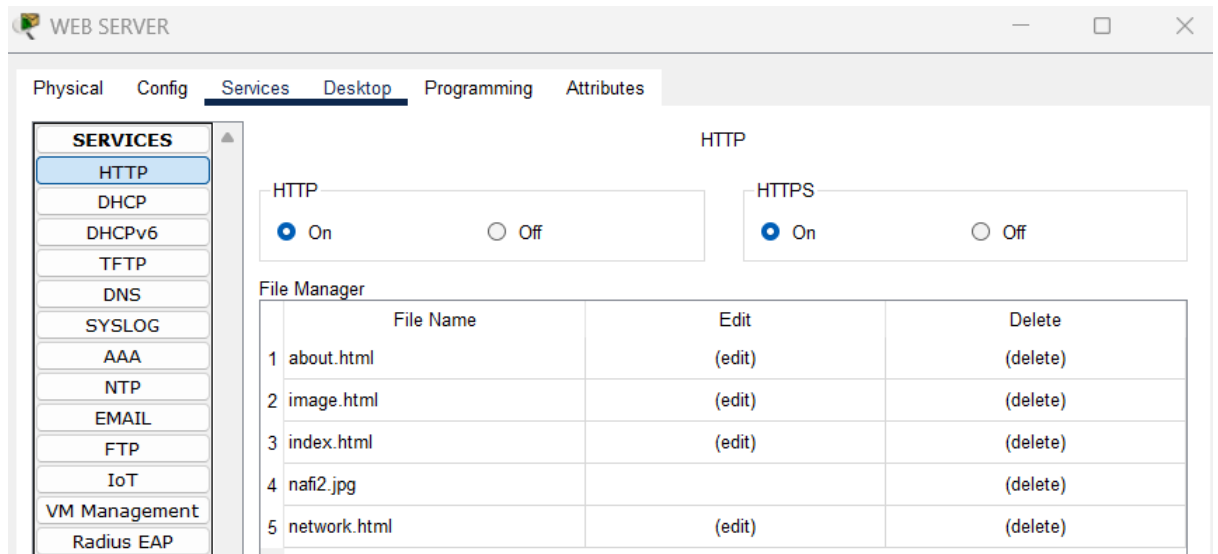 WEB SERVER
Physical Config Services Desktop Programming Attributes
SERVICES
HTTP
DHCP
DHCPv6
TFTP
DNS
SYSLOG
AAA
NTP
EMAIL
FTP
IoT
VM Management
Radius EAP
HTTP
HTTP
On Off
HTTPS
On Off
File Manager
File Name Edit Delete
1 about.html (edit) (delete)
2 image.html (edit) (delete)
3 index.html (edit) (delete)
4 nafi2.jpg (delete)
5 network.html (edit) (delete)